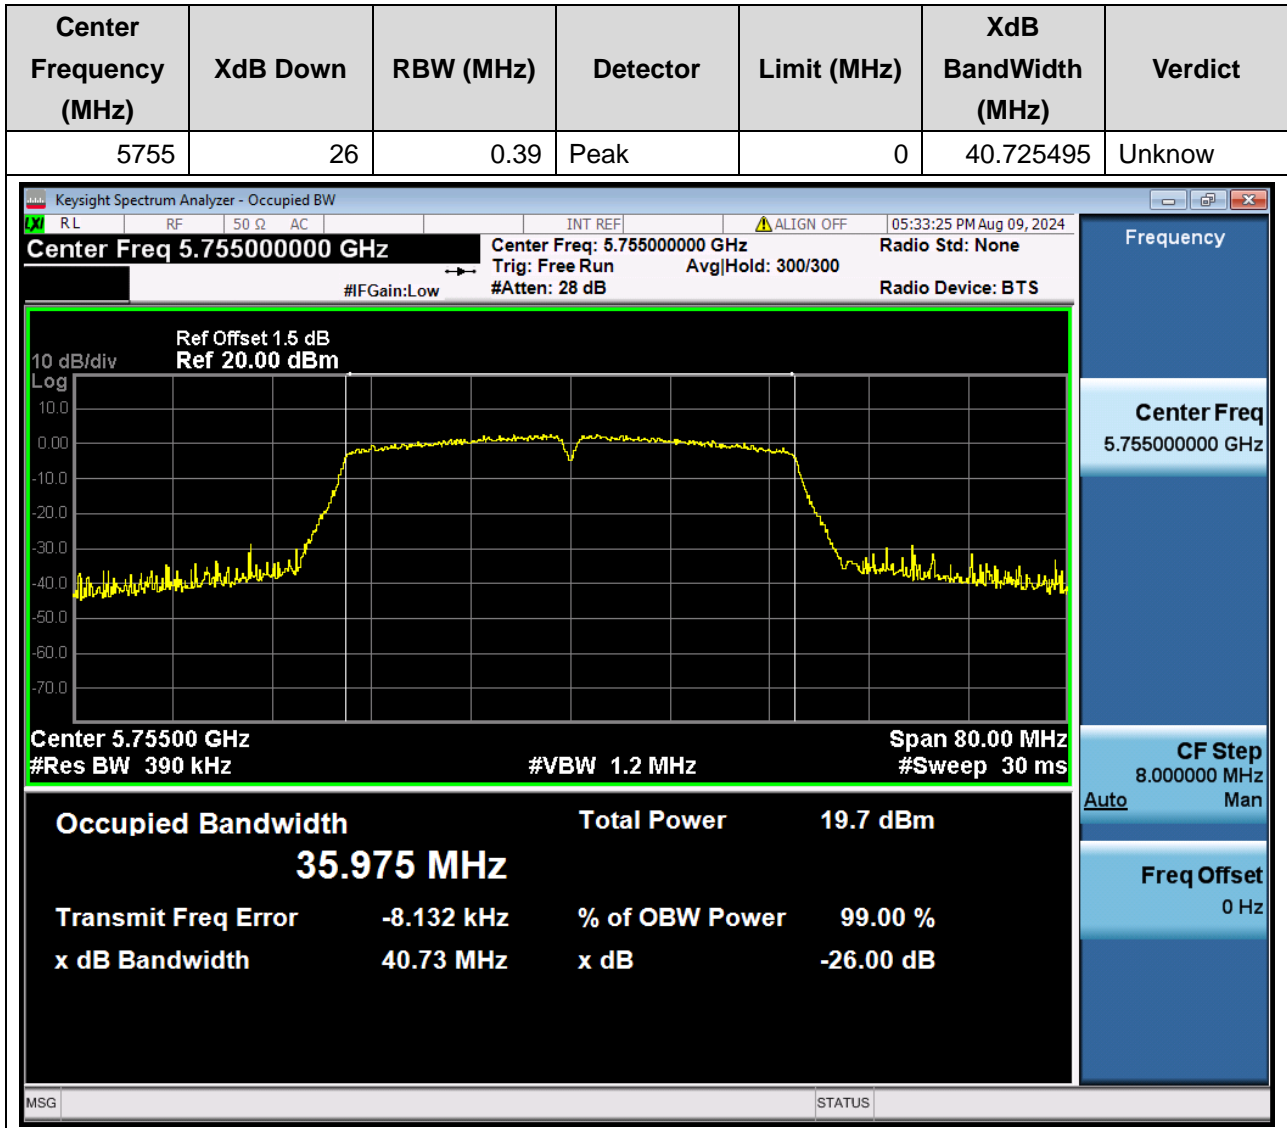 Center Frequency (MHz) XdB Down RBW (MHz) Detector Limit (MHz) XdB BandWidth (MHz) Verdict
5755 26 0.39 Peak 0 40.725495 Unknow
Keysight Spectrum Analyzer - Occupied BW
LXI RL RF 50 Ω AC INT REF ALIGN OFF 05:33:25 PM Aug 09, 2024
Center Freq 5.755000000 GHz
Center Freq: 5.755000000 GHz
Radio Std: None
Trig: Free Run Avg|Hold: 300/300
#IFGain:Low #Atten: 28 dB Radio Device: BTS
Ref Offset 1.5 dB
10 dB/div Ref 20.00 dBm
Log
10.0
0.00
-10.0
-20.0
-30.0
-40.0
-50.0
-60.0
-70.0
Center 5.75500 GHz Span 80.00 MHz
#Res BW 390 kHz #VBW 1.2 MHz #Sweep 30 ms
Occupied Bandwidth Total Power 19.7 dBm
35.975 MHz
Transmit Freq Error -8.132 kHz % of OBW Power 99.00 %
x dB Bandwidth 40.73 MHz x dB -26.00 dB
Frequency
Center Freq
5.755000000 GHz
CF Step
8.000000 MHz
Auto Man
Freq Offset
0 Hz
MSG STATUS